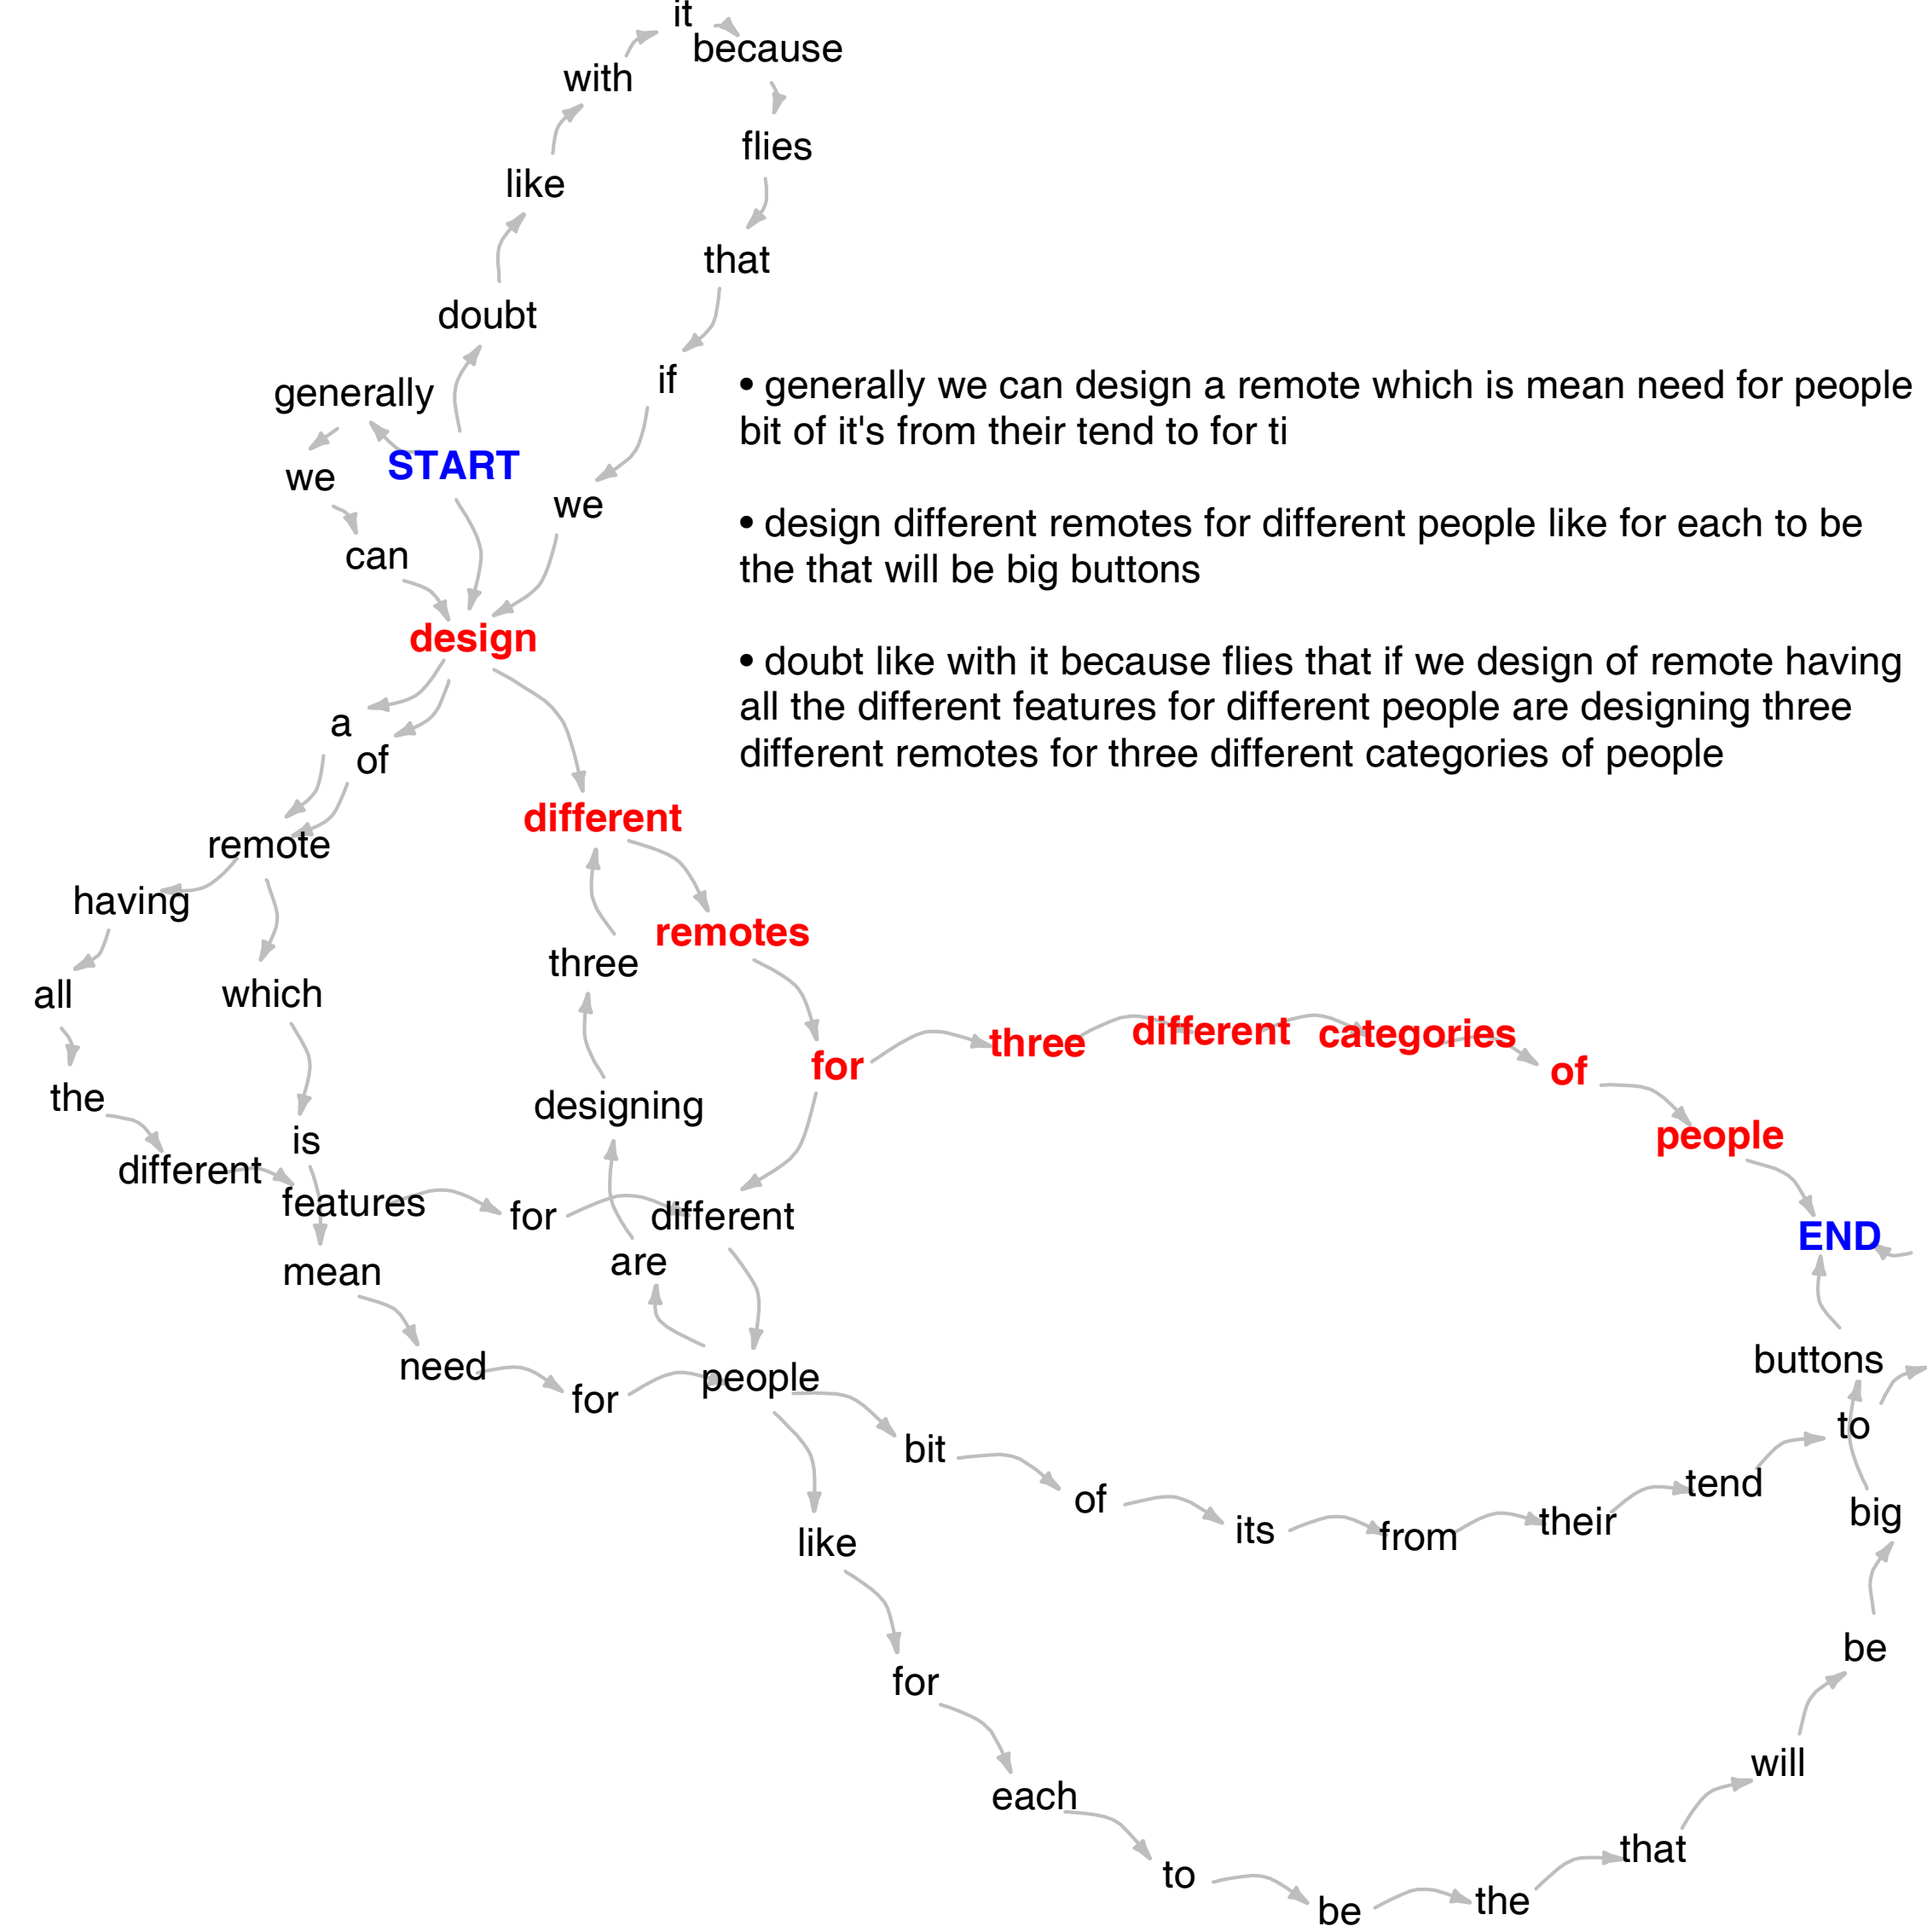 it
because
with
flies
like
that
doubt
if
generally
START
we
we
can
design
• generally we can design a remote which is mean need for people
bit of it's from their tend to for ti
• design different remotes for different people like for each to be
the that will be big buttons
• doubt like with it because flies that if we design of remote having
all the different features for different people are designing three
different remotes for three different categories of people
a
of
different
remote
having
remotes
three
all
which
for
three
different
categories
of
the
designing
people
is
different
features
for
different
END
are
mean
need
for
people
buttons
bit
to
of
its
from
their
tend
big
like
for
be
each
will
to
that
be
the